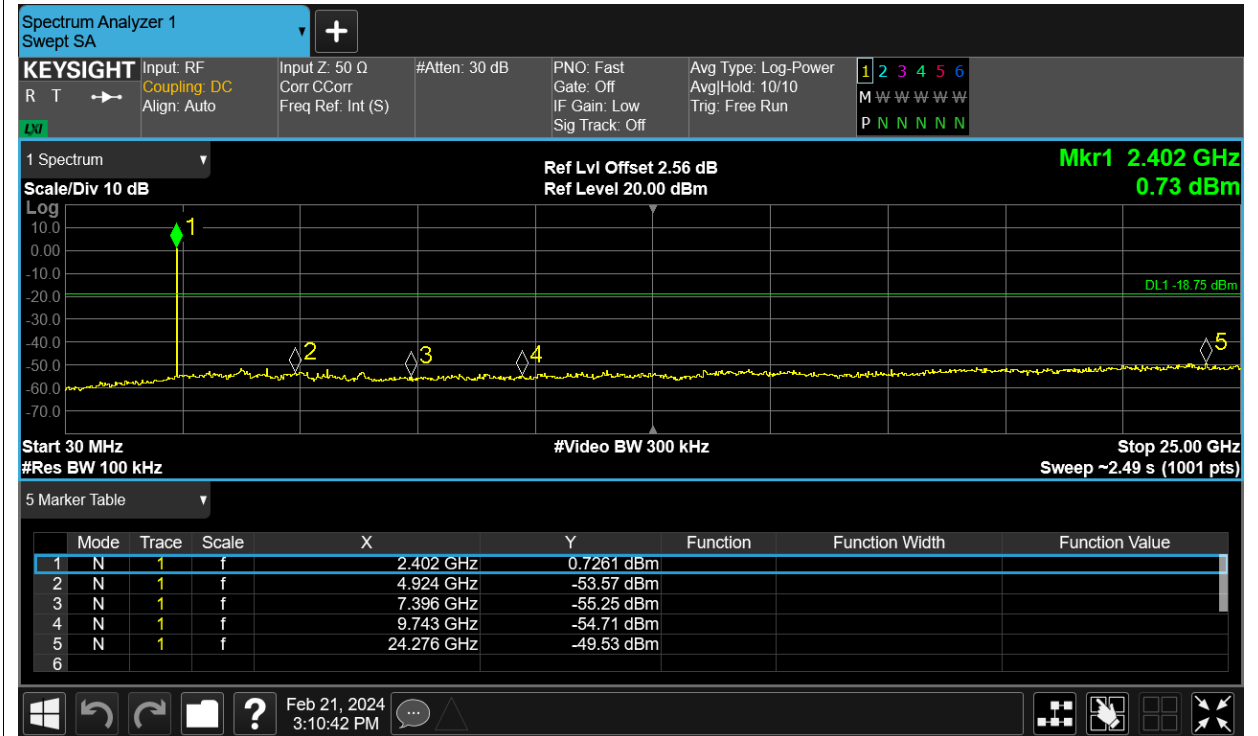 Spectrum Analyzer 1
Swept SA
+
KEYSIGHT
R T
LXI
Input: RF
Coupling: DC
Align: Auto
Input Z: 50 Ω
Corr CCorr
Freq Ref: Int (S)
#Atten: 30 dB
PNO: Fast
Gate: Off
IF Gain: Low
Sig Track: Off
Avg Type: Log-Power
Avg|Hold: 10/10
Trig: Free Run
1 2 3 4 5 6
M W W W W W
P N N N N N
1 Spectrum
Scale/Div 10 dB
Ref Lvl Offset 2.56 dB
Ref Level 20.00 dBm
Mkr1 2.402 GHz
0.73 dBm
Log
10.0
0.00
-10.0
-20.0
-30.0
-40.0
-50.0
-60.0
-70.0
1
DL1 -18.75 dBm
2
3
4
5
Start 30 MHz
#Res BW 100 kHz
#Video BW 300 kHz
Stop 25.00 GHz
Sweep ~2.49 s (1001 pts)
5 Marker Table
Mode Trace Scale X Y Function Function Width Function Value
1 N 1 f 2.402 GHz 0.7261 dBm
2 N 1 f 4.924 GHz -53.57 dBm
3 N 1 f 7.396 GHz -55.25 dBm
4 N 1 f 9.743 GHz -54.71 dBm
5 N 1 f 24.276 GHz -49.53 dBm
6
?
Feb 21, 2024
3:10:42 PM